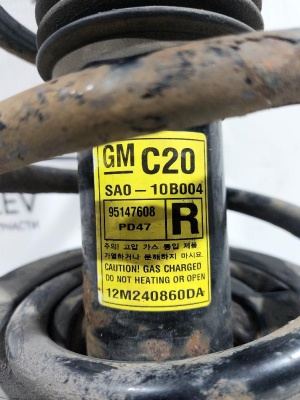 GM C20
SA0-10B004
95147608
PD47
R
주의! 고압 가스 봉입 제품
가열하거나 분해하지 마시오.
CAUTION! GAS CHARGED
DO NOT HEATING OR OPEN
12M240860DA